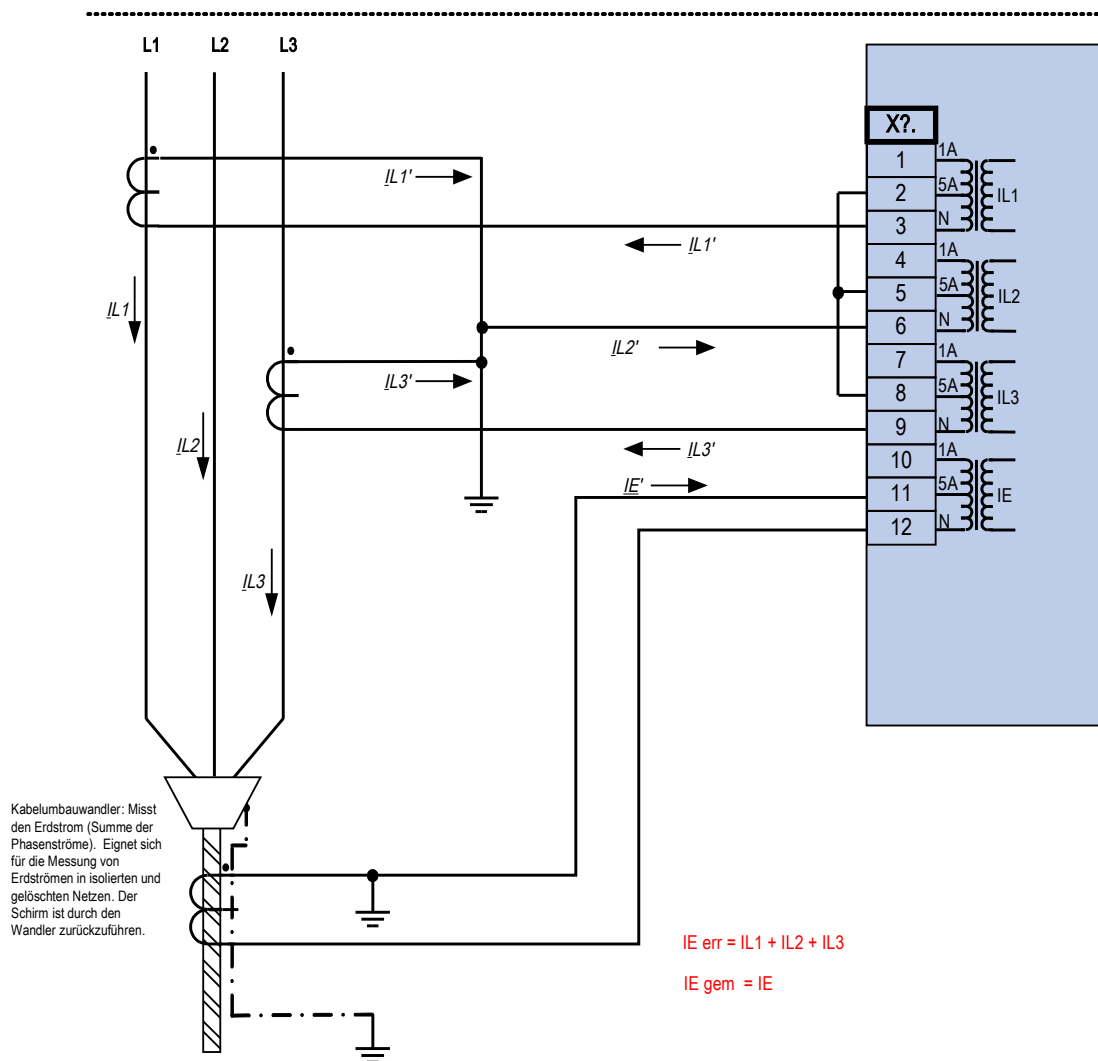 L1 L2 L3
X?.
1 1A
2 5A IL1
3 N
4 1A
5 5A IL2
6 N
7 1A
8 5A IL3
9 N
10 1A
11 5A IE
12 N
IL1'
IL1'
IL1
IL2'
IL3'
IL2
IL3'
IE'
IL3
Kabelumbauwandler: Misst
den Erdstrom (Summe der
Phasenströme). Eignet sich
für die Messung von
Erdströmen in isolierten und
gelöschten Netzen. Der
Schirm ist durch den
Wandler zurückzuführen.
IE err = IL1 + IL2 + IL3
IE gem = IE